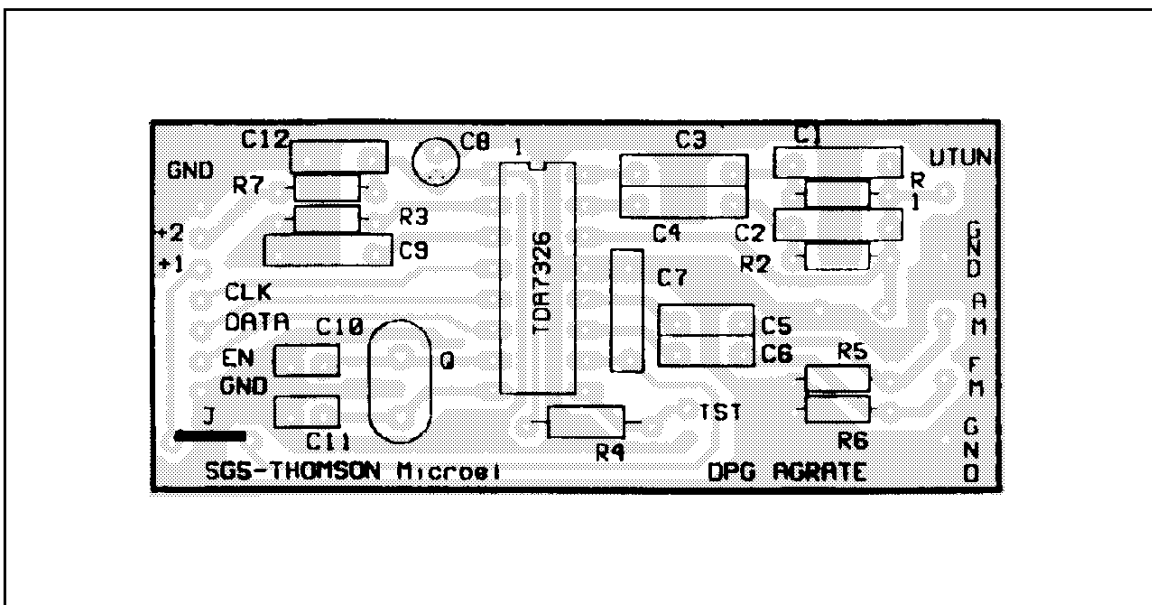 C12
C8
1
C3
C1
GND
R7
VTUN
R
1
R3
+2
C9
C4
C2
GND
+1
R2
TDA7326
C7
CLK
DATA
C10
C5
AM
EN
Q
C6
R5
FM
GND
J
C11
TST
R4
R6
GND
SGS-THOMSON Microel
DPG AGRATE